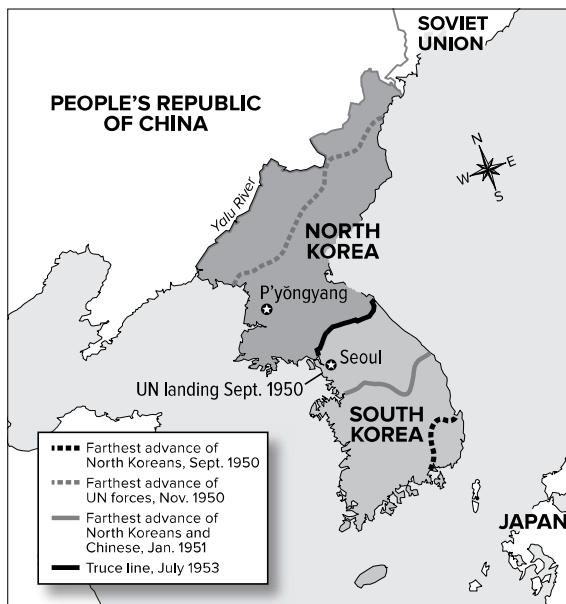 SOVIET
UNION
PEOPLE'S REPUBLIC
OF CHINA
N
W
E
S
Yalu River
NORTH
KOREA
P'yŏngyang
Seoul
UN landing Sept. 1950
SOUTH
KOREA
JAPAN
Farthest advance of
North Koreans, Sept. 1950
Farthest advance of
UN forces, Nov. 1950
Farthest advance of
North Koreans and
Chinese, Jan. 1951
Truce line, July 1953